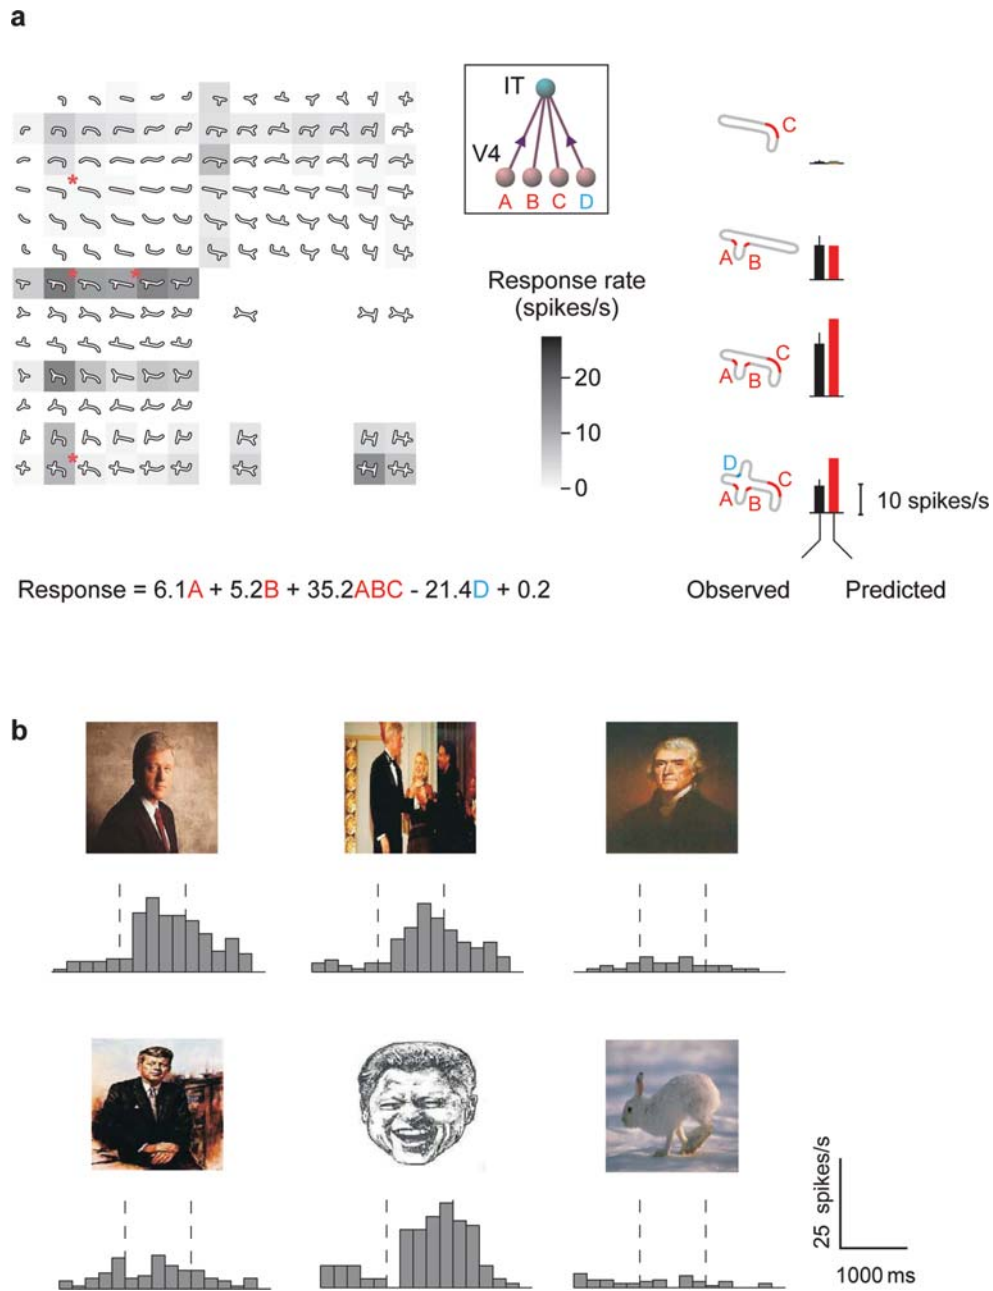 a
IT
V4
A B C D
Response rate
(spikes/s)
20
10
0
C
A B
A B C
D
A B C
10 spikes/s
Observed Predicted
Response = 6.1A + 5.2B + 35.2ABC - 21.4D + 0.2
b
25 spikes/s
1000 ms